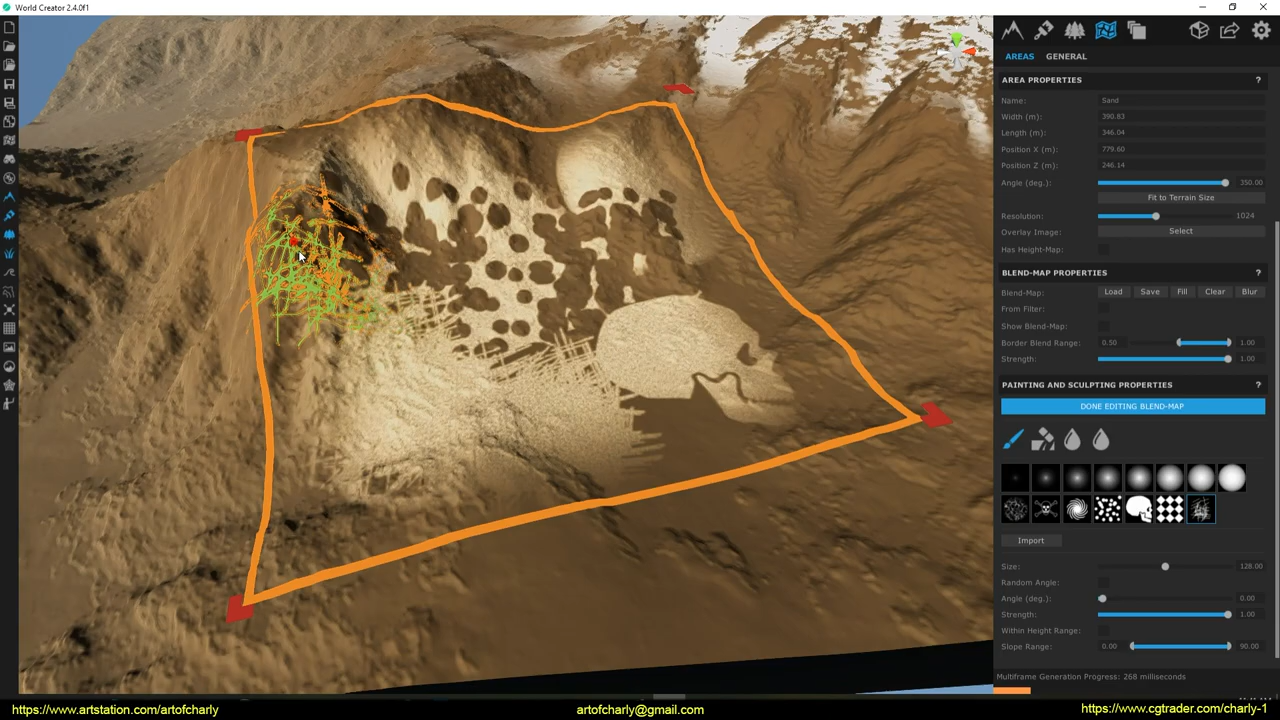 World Creator 2.4.0f1
AREAS GENERAL
AREA PROPERTIES ?
Name: Sand
Width (m): 390.83
Length (m): 346.04
Position X (m): 779.60
Position Z (m): 246.14
Angle (deg.): 350.00
Fit to Terrain Size
Resolution: 1024
Overlay Image: Select
Has Height-Map:
BLEND-MAP PROPERTIES ?
Blend-Map: Load Save Fill Clear Blur
From Filter:
Show Blend-Map:
Border Blend Range: 0.50 1.00
Strength: 1.00
PAINTING AND SCULPTING PROPERTIES ?
DONE EDITING BLEND-MAP
Import
Size: 128.00
Random Angle:
Angle (deg.): 0.00
Strength: 1.00
Within Height Range:
Slope Range: 0.00 90.00
Multiframe Generation Progress: 268 milliseconds
https://www.artstation.com/artofcharly artofcharly@gmail.com https://www.cgtrader.com/charly-1